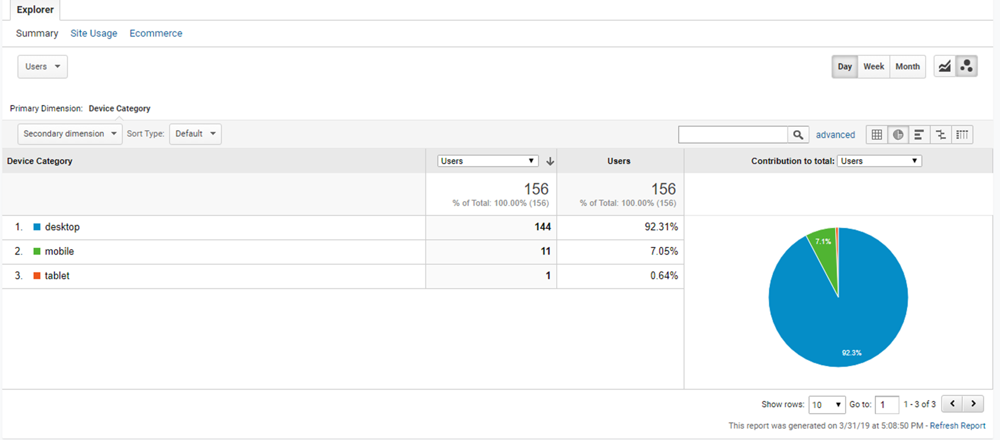 Explorer
Summary Site Usage Ecommerce
Users Day Week Month
Primary Dimension: Device Category
Secondary dimension Sort Type: Default advanced
Device Category Users Users Contribution to total: Users
156 156
% of Total: 100.00% (156) % of Total: 100.00% (156)
1. desktop 144 92.31%
2. mobile 11 7.05%
3. tablet 1 0.64%
7.1%
92.3%
Show rows: 10 Go to: 1 1 - 3 of 3
This report was generated on 3/31/19 at 5:08:50 PM - Refresh Report